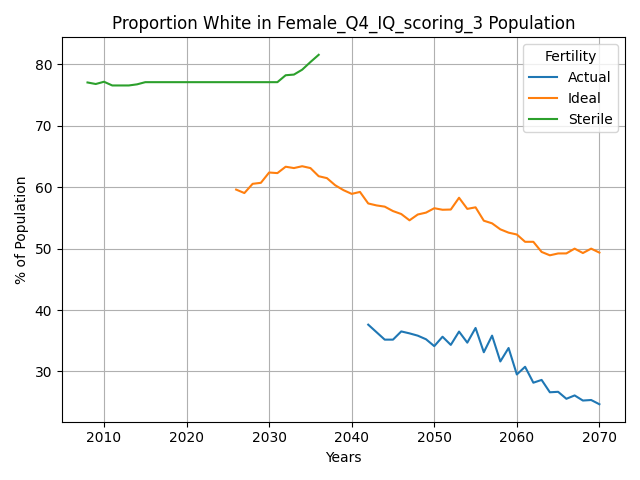 Proportion White in Female_Q4_IQ_scoring_3 Population
% of Population
80
70
60
50
40
30
Fertility
Actual
Ideal
Sterile
2010
2020
2030
2040
2050
2060
2070
Years